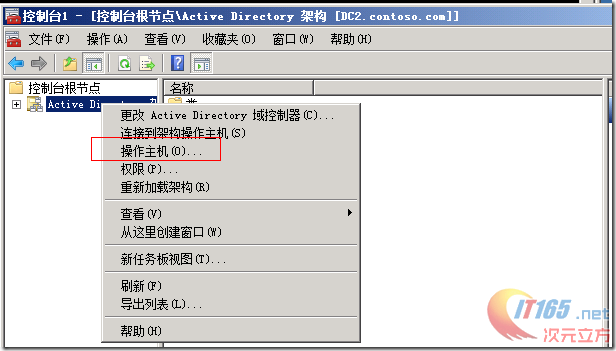 控制台1 - [控制台根节点\Active Directory 架构 [DC2.contoso.com]]
文件(F) 操作(A) 查看(V) 收藏夹(O) 窗口(W) 帮助(H)
控制台根节点
名称
Active
更改 Active Directory 域控制器(C)...
连接到架构操作主机(S)
操作主机(O)...
权限(P)...
重新加载架构(R)
查看(V)
从这里创建窗口(W)
新任务板视图(T)...
刷新(F)
导出列表(L)...
帮助(H)
IT165.net
次元立方